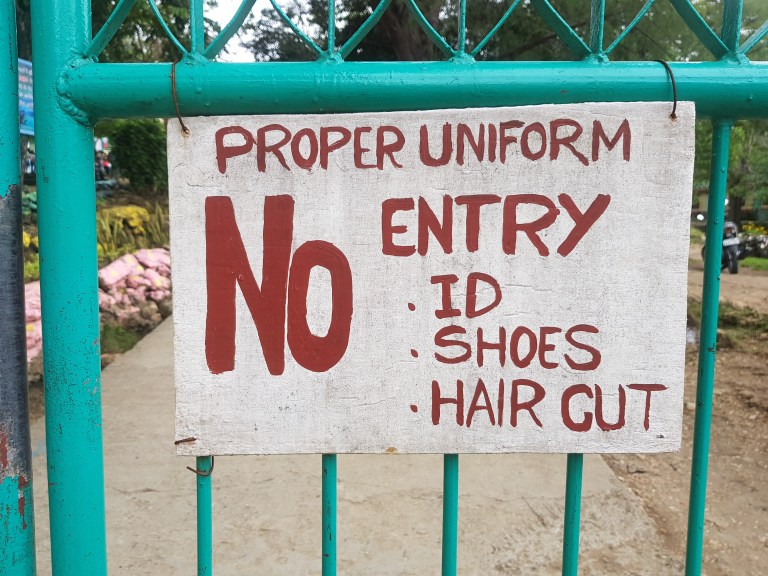 PROPER UNIFORM
NO ENTRY
. ID
. SHOES
. HAIR CUT